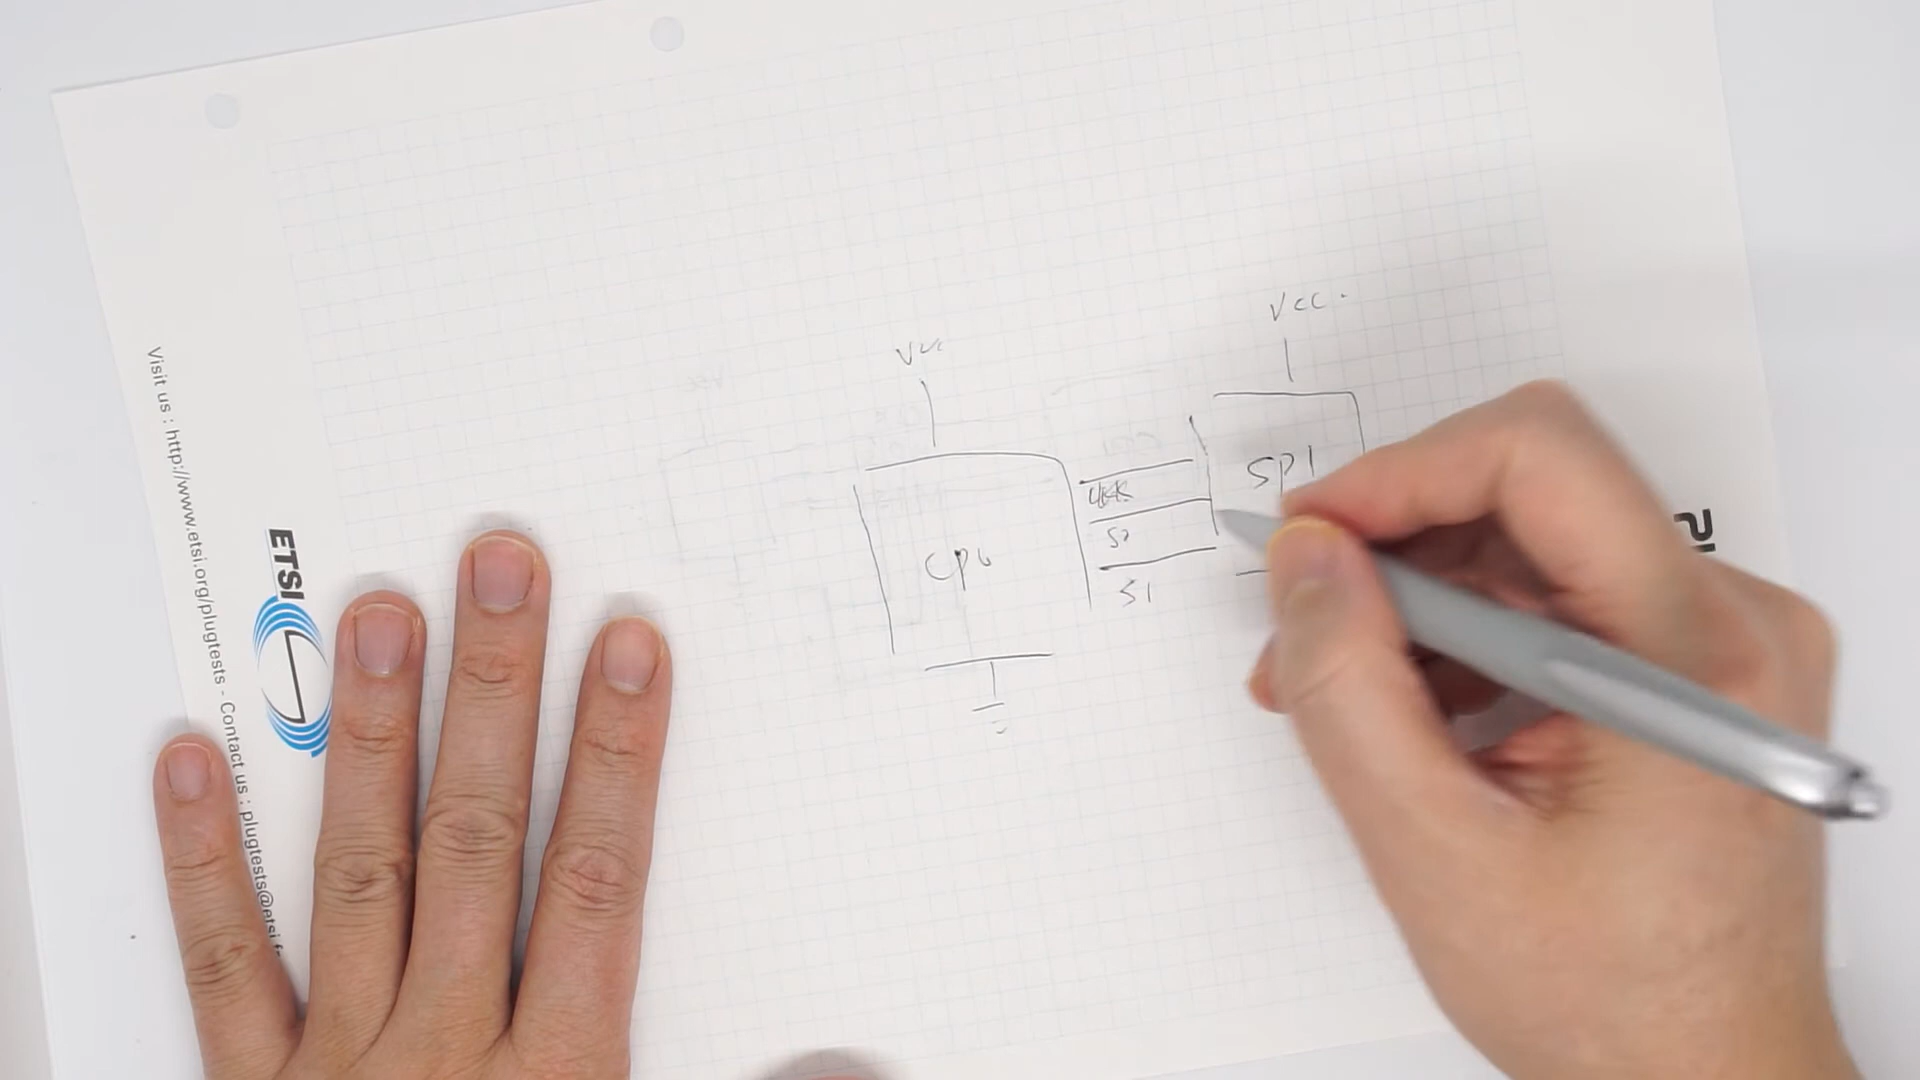 Vcc.
Vcc
SPI
CLK
SO
CPU
SI
ETSI
Visit us : http://www.etsi.org/plugtests - Contact us : plugtests@etsi.f